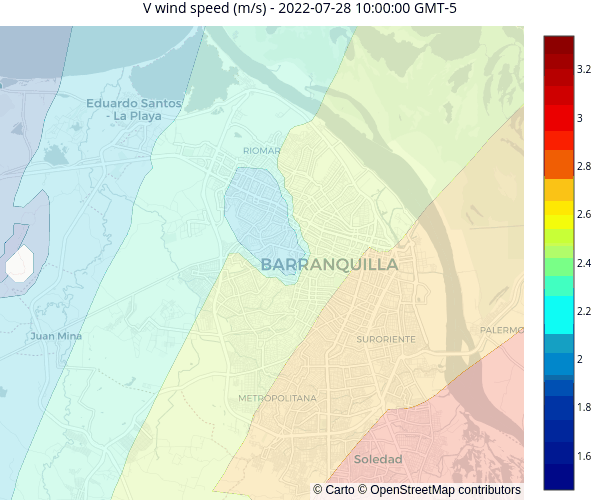 V wind speed (m/s) - 2022-07-28 10:00:00 GMT-5
3.2
Eduardo Santos
- La Playa
3
RIOMAR
2.8
2.6
BARRANQUILLA
2.4
2.2
PALERMO
Juan Mina
SURORIENTE
2
METROPOLITANA
1.8
Soledad
1.6
© Carto © OpenStreetMap contributors